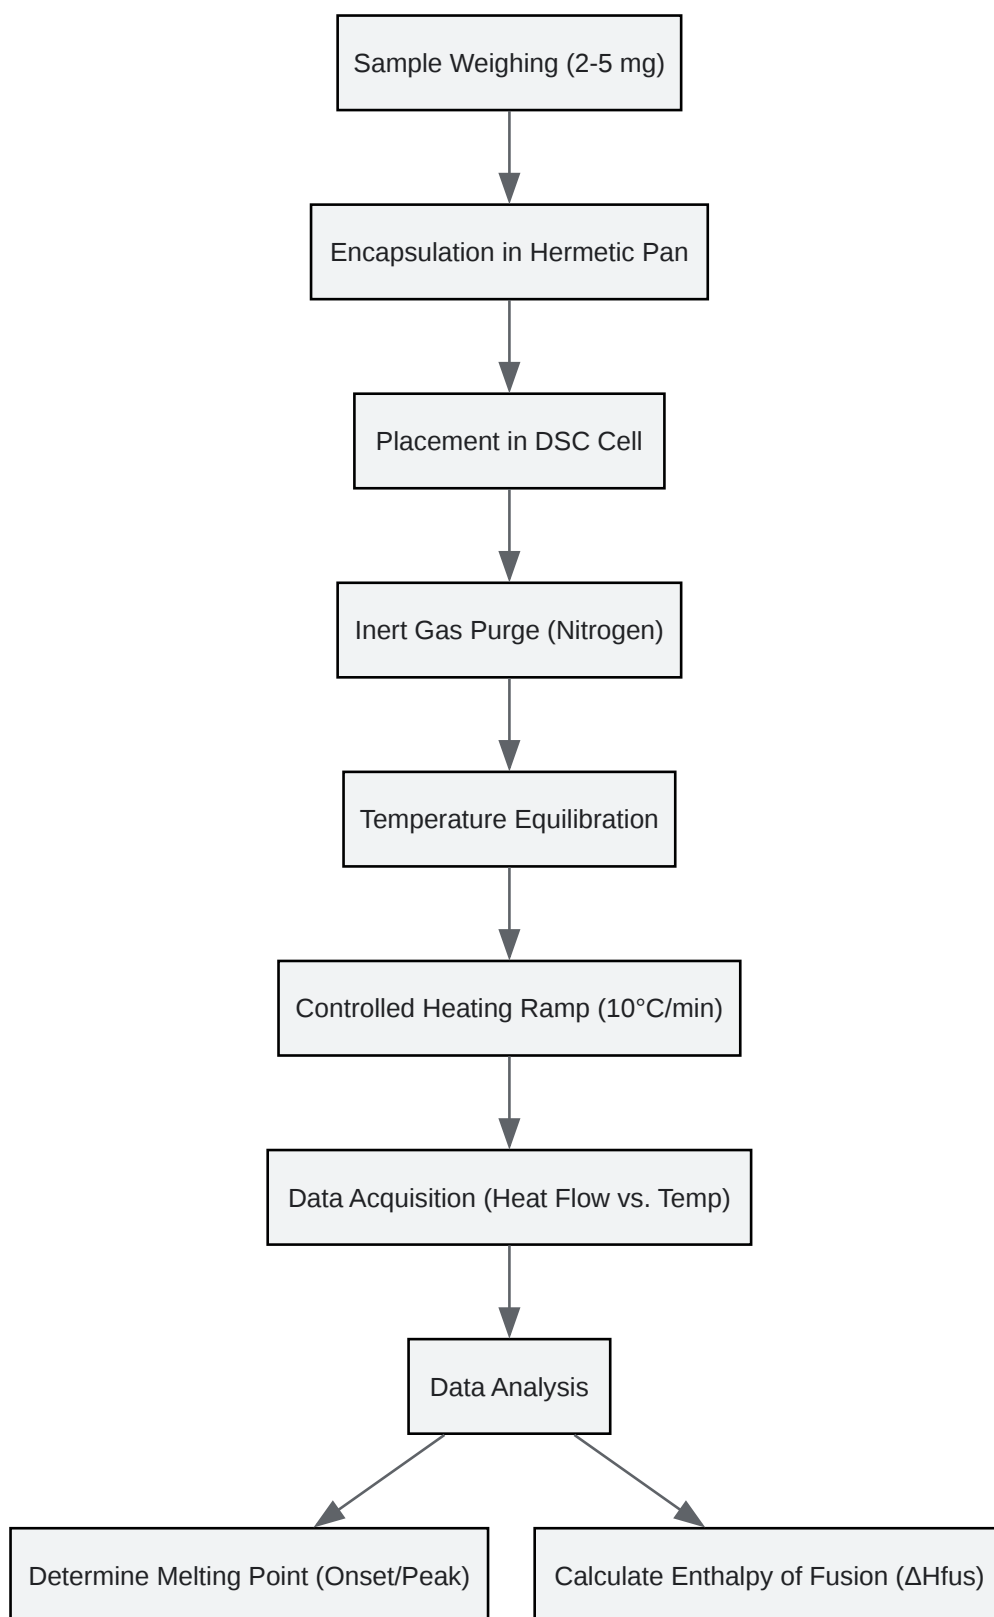 Sample Weighing (2-5 mg)
Encapsulation in Hermetic Pan
Placement in DSC Cell
Inert Gas Purge (Nitrogen)
Temperature Equilibration
Controlled Heating Ramp (10°C/min)
Data Acquisition (Heat Flow vs. Temp)
Data Analysis
Determine Melting Point (Onset/Peak)
Calculate Enthalpy of Fusion (ΔHfus)